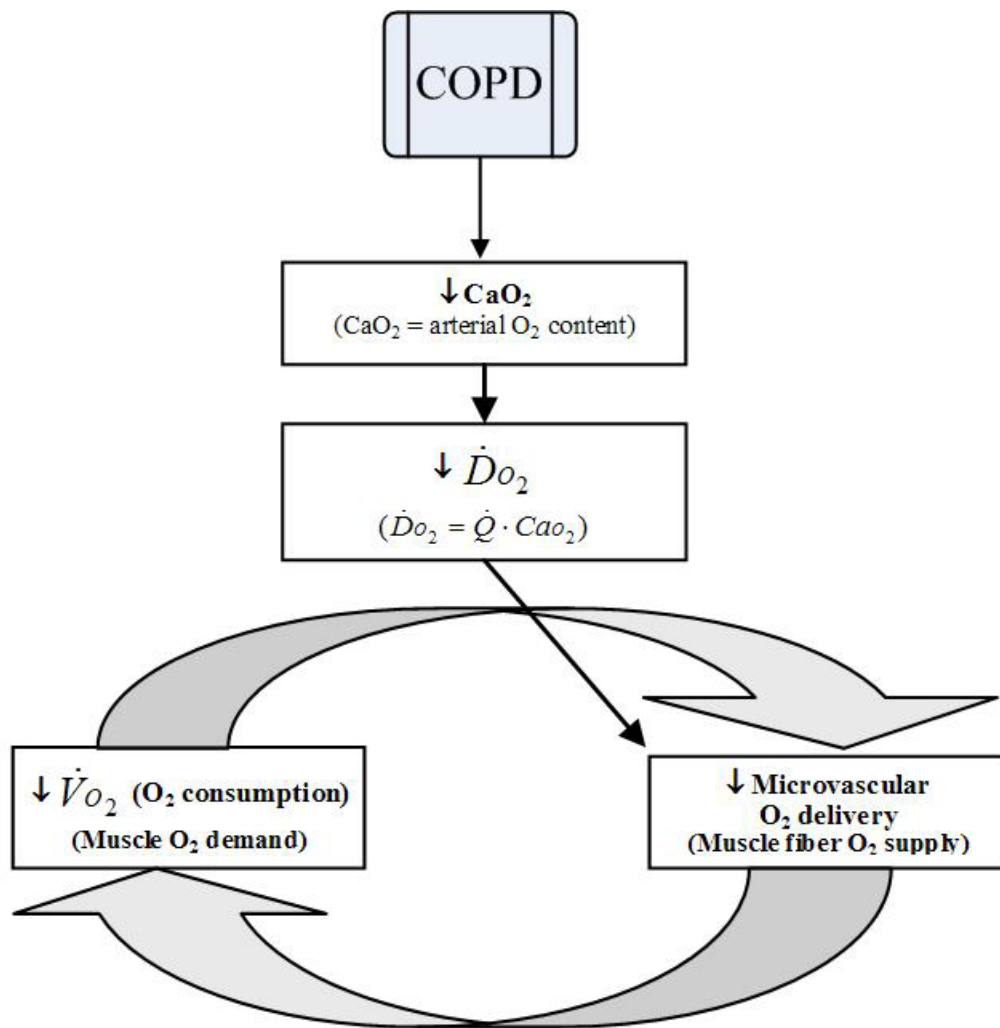 COPD
↓CaO₂
(CaO₂ = arterial O₂ content)
↓ Ḋo₂
(Ḋo₂ = Q̇ · Cao₂)
↓ V̇o₂ (O₂ consumption)
(Muscle O₂ demand)
↓ Microvascular
O₂ delivery
(Muscle fiber O₂ supply)